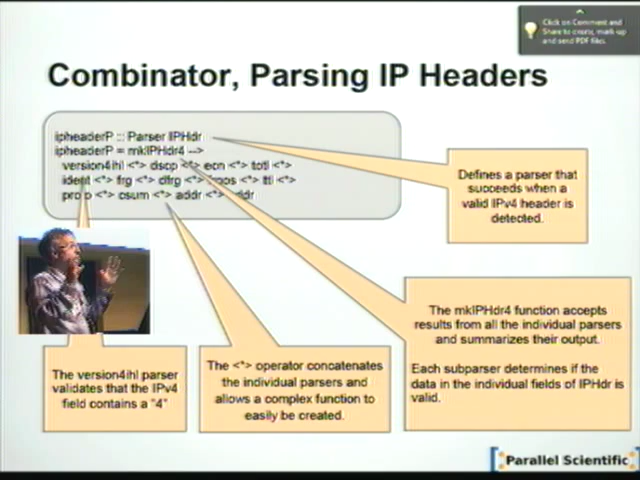 Click on Comment and
Share to create, mark-up
and send PDF files.
Combinator, Parsing IP Headers
ipheaderP :: Parser IPHdr
ipheaderP = mkIPHdr4 -->
version4ihl <*> dscp <*> ecn <*> totl <*>
<*> frg <*> dfrg <*> <*> ttl <*>
<*> csum <*> addr <*>
Defines a parser that
succeeds when a
valid IPv4 header is
detected.
The mkIPHdr4 function accepts
results from all the individual parsers
and summarizes their output.
Each subparser determines if the
data in the individual fields of IPHdr is
valid.
The version4ihl parser
validates that the IPv4
field contains a "4"
The <*> operator concatenates
the individual parsers and
allows a complex function to
easily be created.
Parallel Scientific